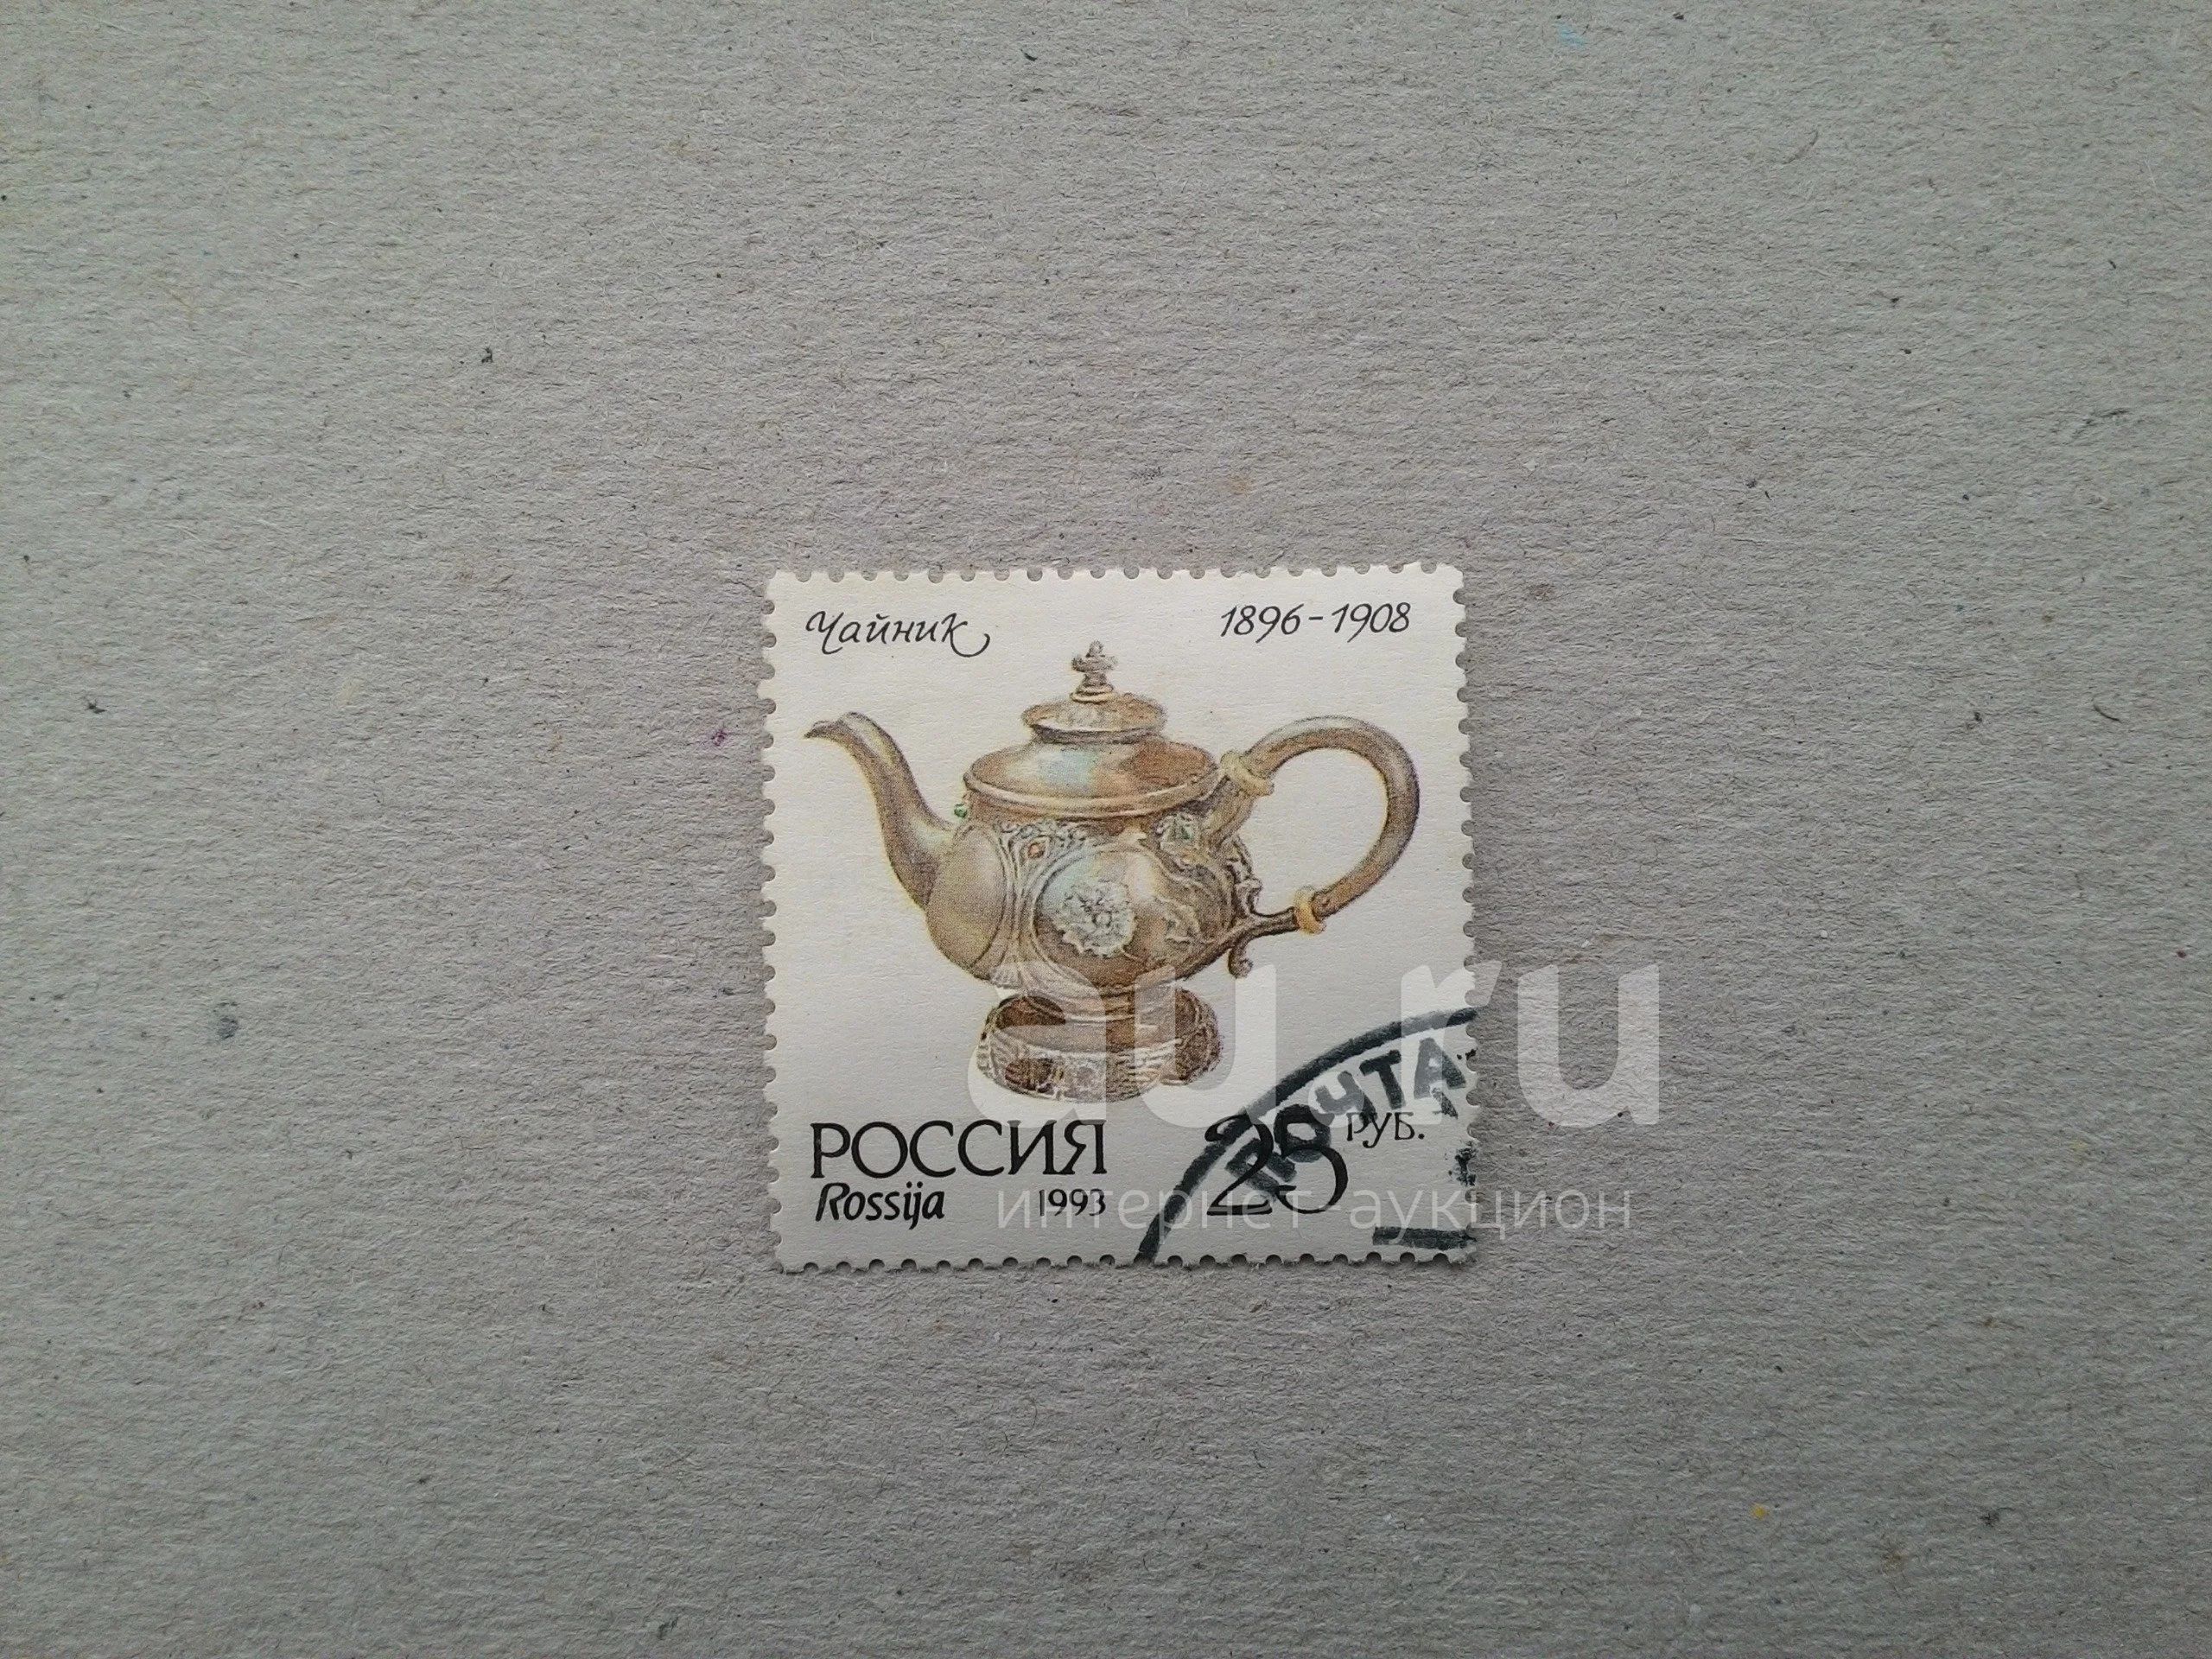 Чайник 1896-1908
au.ru
ПОЧТА
РОССИЯ 25 РУБ.
Rossija 1993
интернет-аукцион